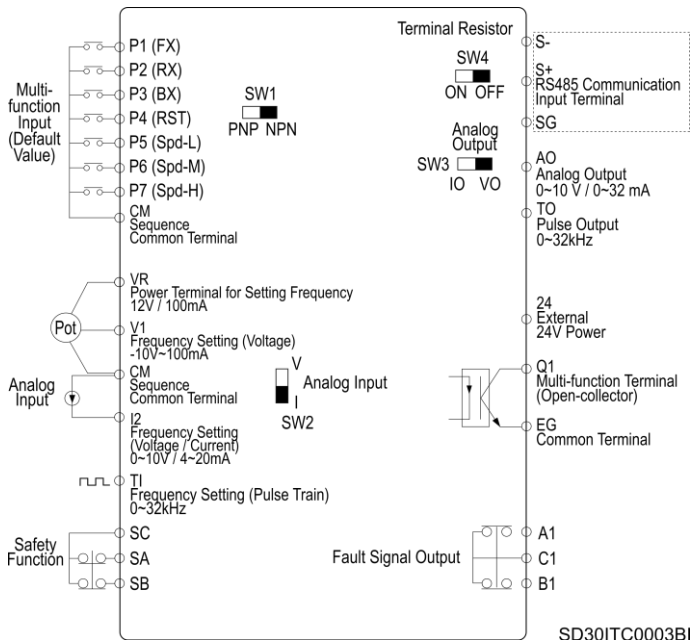 Multi-
function
Input
(Default
Value)
P1 (FX)
P2 (RX)
P3 (BX)
P4 (RST)
P5 (Spd-L)
P6 (Spd-M)
P7 (Spd-H)
CM
Sequence
Common Terminal
SW1
PNP NPN
Terminal Resistor
SW4
ON OFF
Analog
Output
SW3
IO VO
S-
S+
RS485 Communication
Input Terminal
SG
AO
Analog Output
0~10 V / 0~32 mA
TO
Pulse Output
0~32kHz
Pot
VR
Power Terminal for Setting Frequency
12V / 100mA
V1
Frequency Setting (Voltage)
-10V~100mA
CM
Sequence
Common Terminal
Analog
Input
I2
Frequency Setting
(Voltage / Current)
0~10V / 4~20mA
V
Analog Input
I
SW2
TI
Frequency Setting (Pulse Train)
0~32kHz
24
External
24V Power
Q1
Multi-function Terminal
(Open-collector)
EG
Common Terminal
Safety
Function
SC
SA
SB
Fault Signal Output
A1
C1
B1